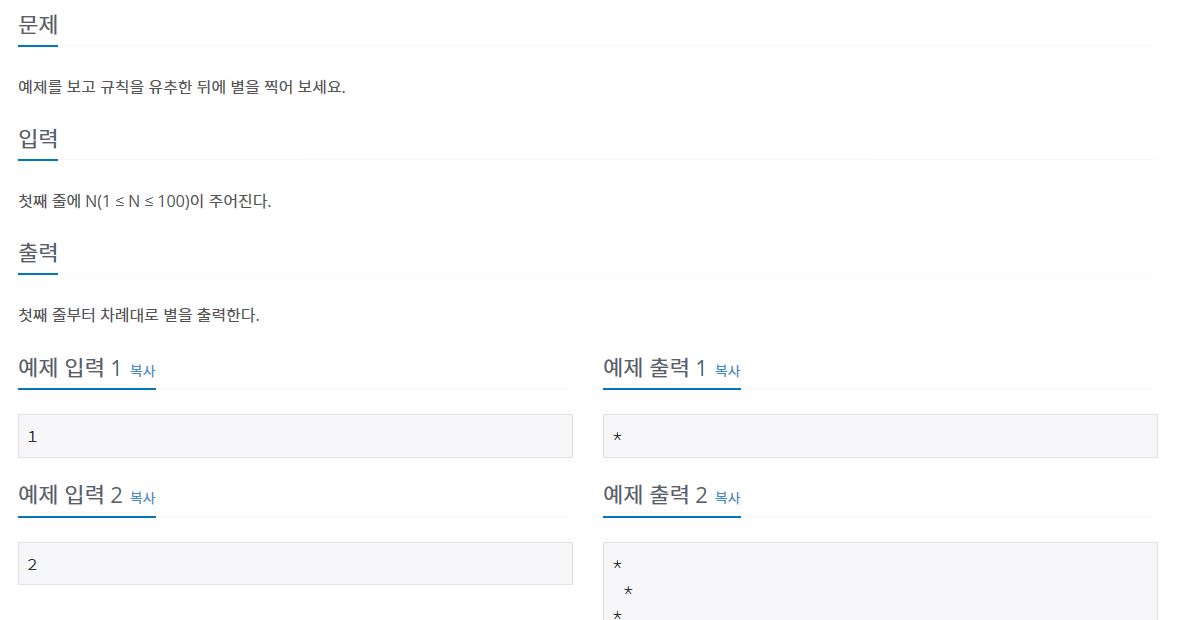 문제
예제를 보고 규칙을 유추한 뒤에 별을 찍어 보세요.
입력
첫째 줄에 N(1 ≤ N ≤ 100)이 주어진다.
출력
첫째 줄부터 차례대로 별을 출력한다.
예제 입력 1 복사
1
예제 출력 1 복사
*
예제 입력 2 복사
2
예제 출력 2 복사
*
 *
*